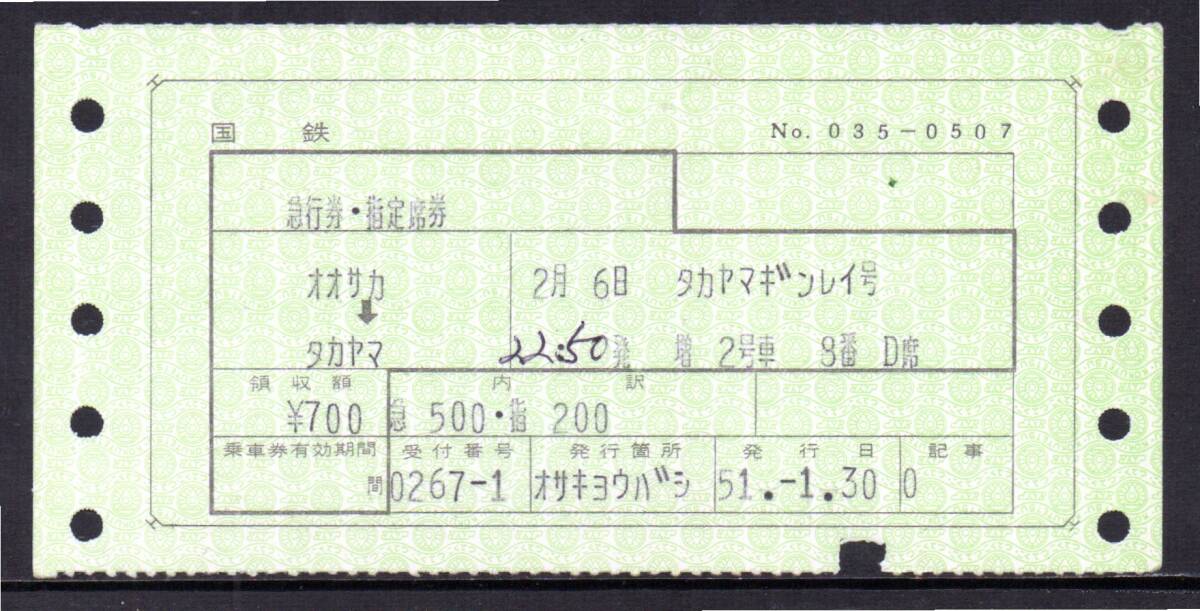 国鉄 No. 035-0507
急行券・指定席券
オオサカ 2月 6日 タカヤマギンレイ号
⬇
タカヤマ 22:50発 増 2号車 8番 D席
領収額 内訳
¥700 急 500・指 200
乗車券有効期間 受付番号 発行箇所 発行日 記事
間 0267-1 オサキヨウバシ 51.-1.30 0